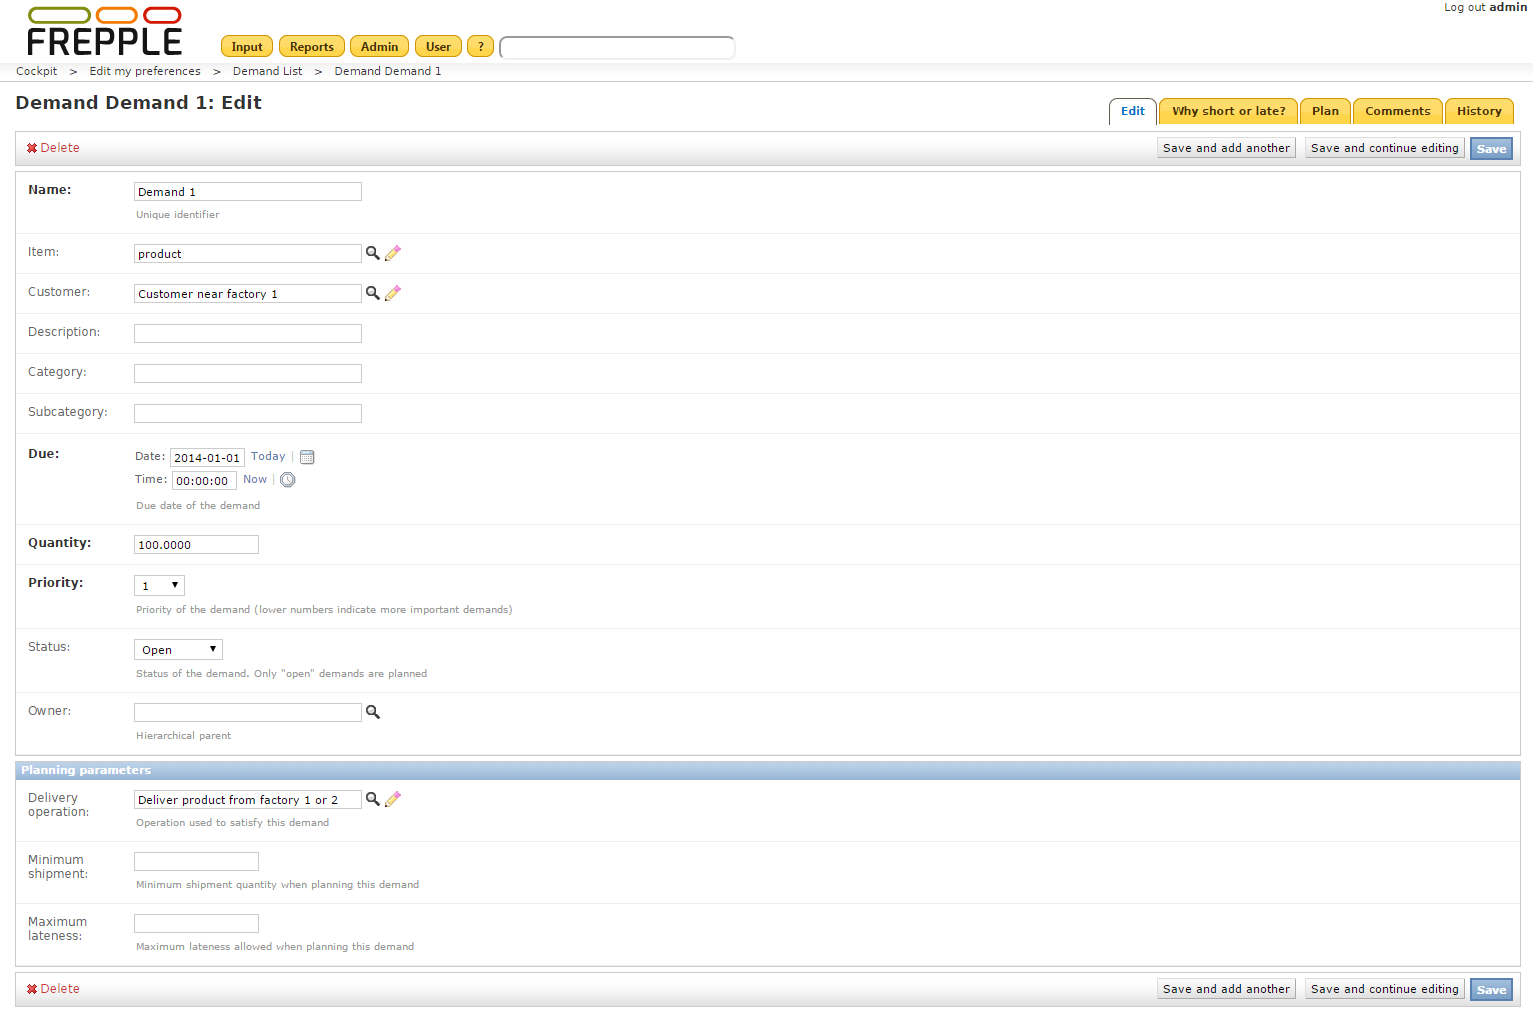 Log out admin
FREPPLE
Input Reports Admin User ?
Cockpit > Edit my preferences > Demand List > Demand Demand 1
Demand Demand 1: Edit
Edit Why short or late? Plan Comments History
Delete Save and add another Save and continue editing Save
Name: Demand 1
Unique identifier
Item: product
Customer: Customer near factory 1
Description:
Category:
Subcategory:
Due: Date: 2014-01-01 Today |
Time: 00:00:00 Now |
Due date of the demand
Quantity: 100.0000
Priority: 1
Priority of the demand (lower numbers indicate more important demands)
Status: Open
Status of the demand. Only "open" demands are planned
Owner:
Hierarchical parent
Planning parameters
Delivery
operation: Deliver product from factory 1 or 2
Operation used to satisfy this demand
Minimum
shipment:
Minimum shipment quantity when planning this demand
Maximum
lateness:
Maximum lateness allowed when planning this demand
Delete Save and add another Save and continue editing Save